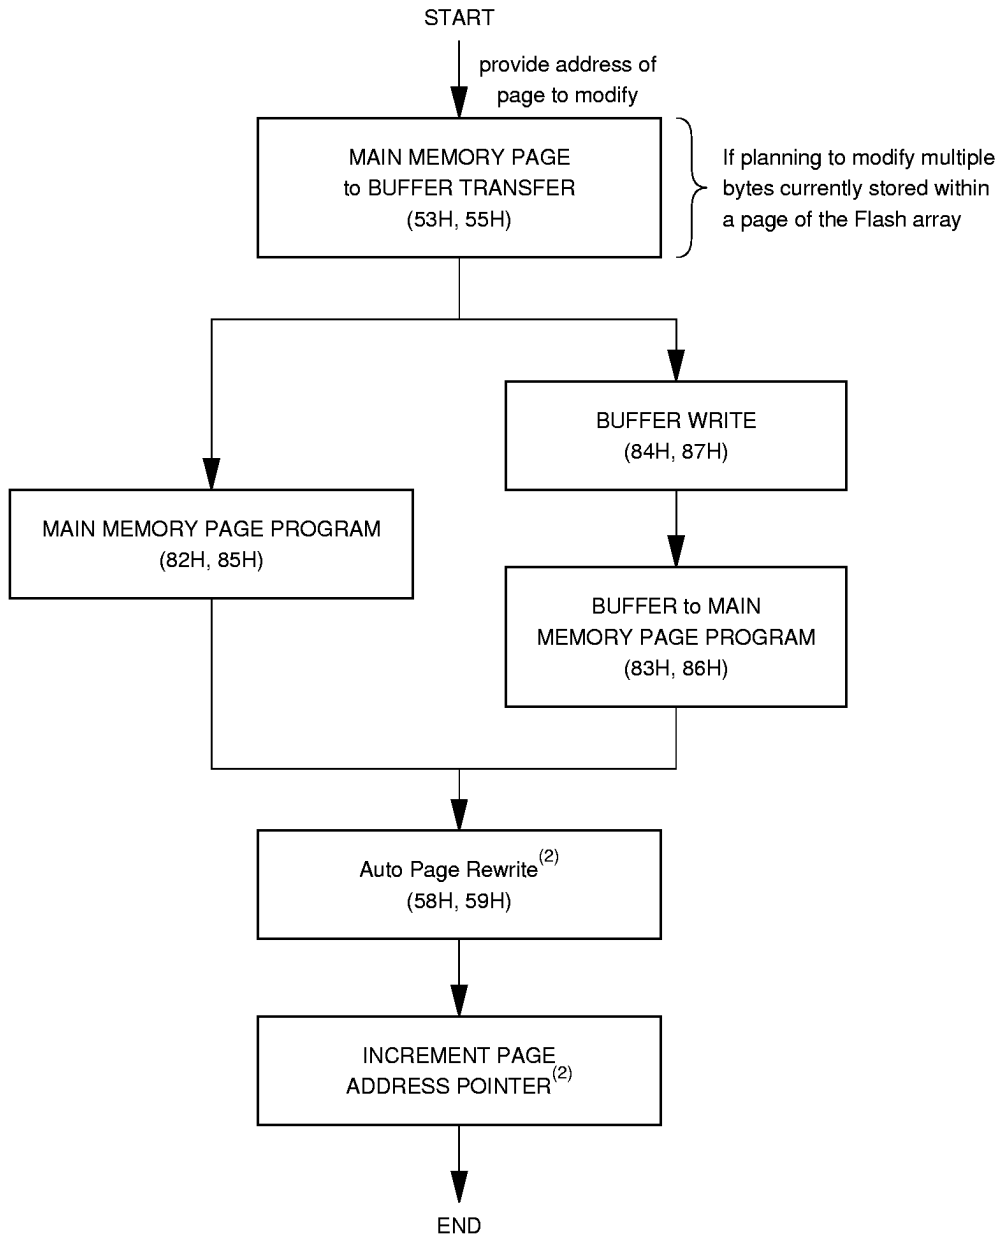 START
provide address of
page to modify
MAIN MEMORY PAGE
to BUFFER TRANSFER
(53H, 55H)
If planning to modify multiple
bytes currently stored within
a page of the Flash array
BUFFER WRITE
(84H, 87H)
MAIN MEMORY PAGE PROGRAM
(82H, 85H)
BUFFER to MAIN
MEMORY PAGE PROGRAM
(83H, 86H)
Auto Page Rewrite(2)
(58H, 59H)
INCREMENT PAGE
ADDRESS POINTER(2)
END